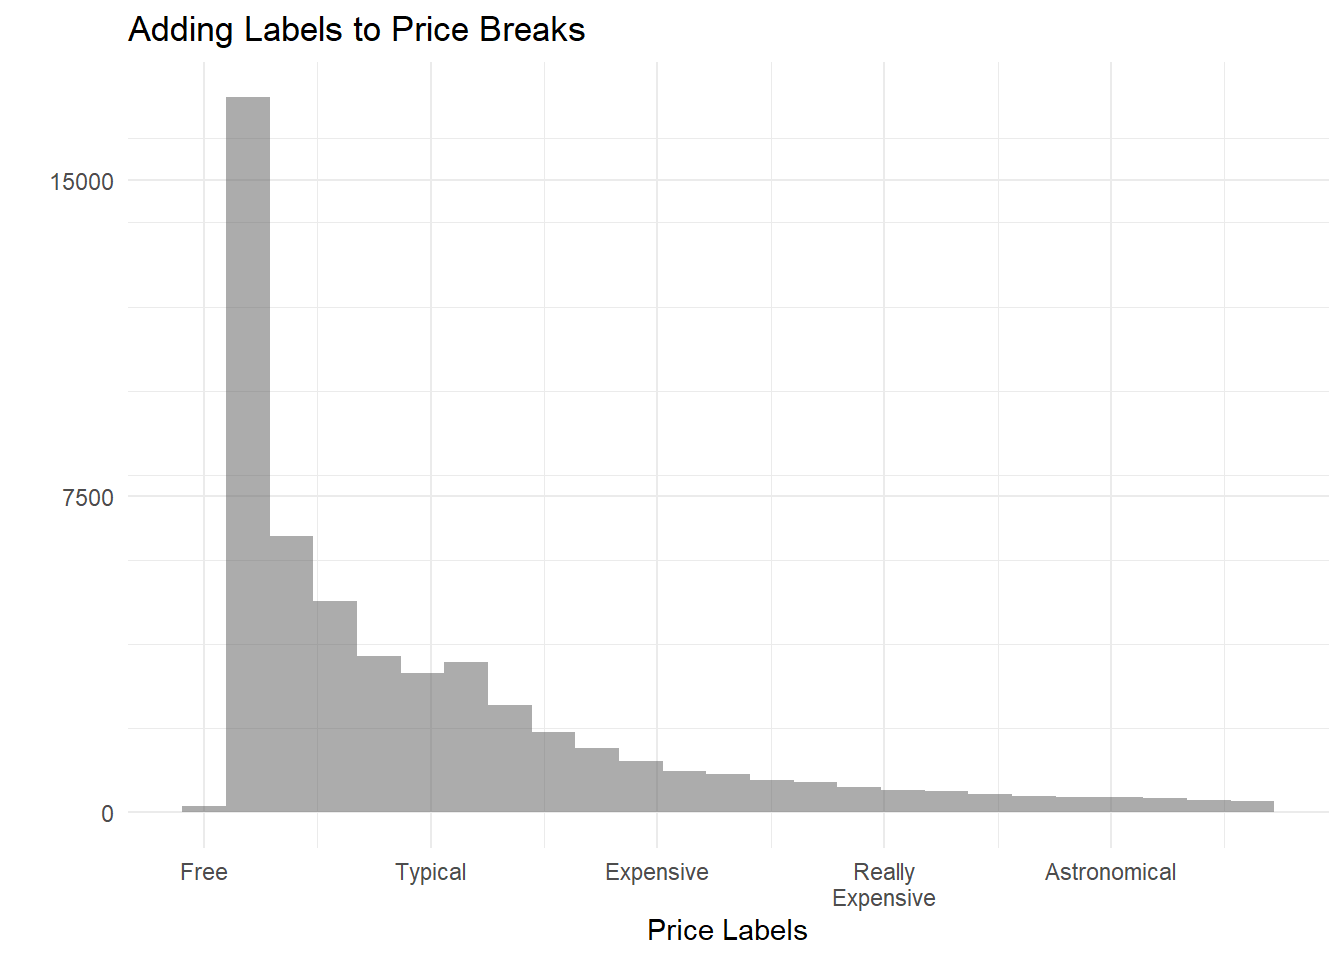 Adding Labels to Price Breaks
15000
7500
0
Free
Typical
Expensive
Really
Expensive
Astronomical
Price Labels